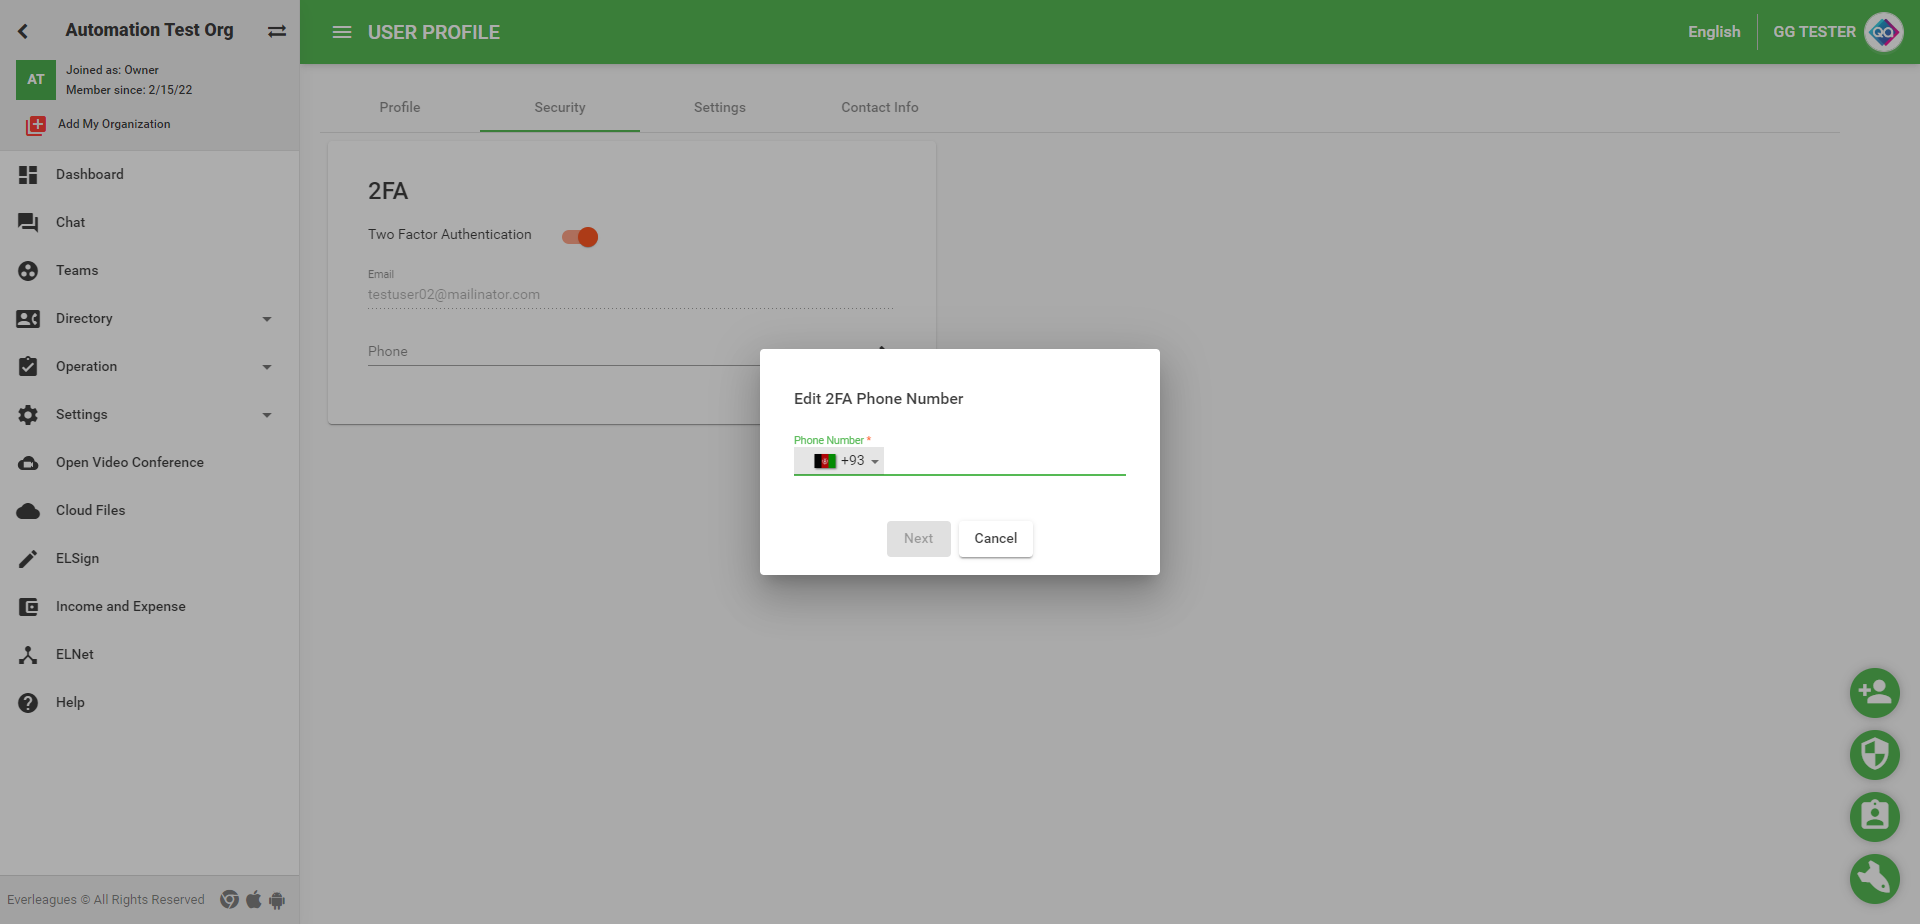 Automation Test Org
AT
Joined as: Owner
Member since: 2/15/22
Add My Organization
Dashboard
Chat
Teams
Directory
Operation
Settings
Open Video Conference
Cloud Files
ELSign
Income and Expense
ELNet
Help
Everleagues © All Rights Reserved
USER PROFILE
English
GG TESTER
QA
Profile
Security
Settings
Contact Info
2FA
Two Factor Authentication
Email
testuser02@mailinator.com
Phone
Edit 2FA Phone Number
Phone Number *
+93
Next
Cancel